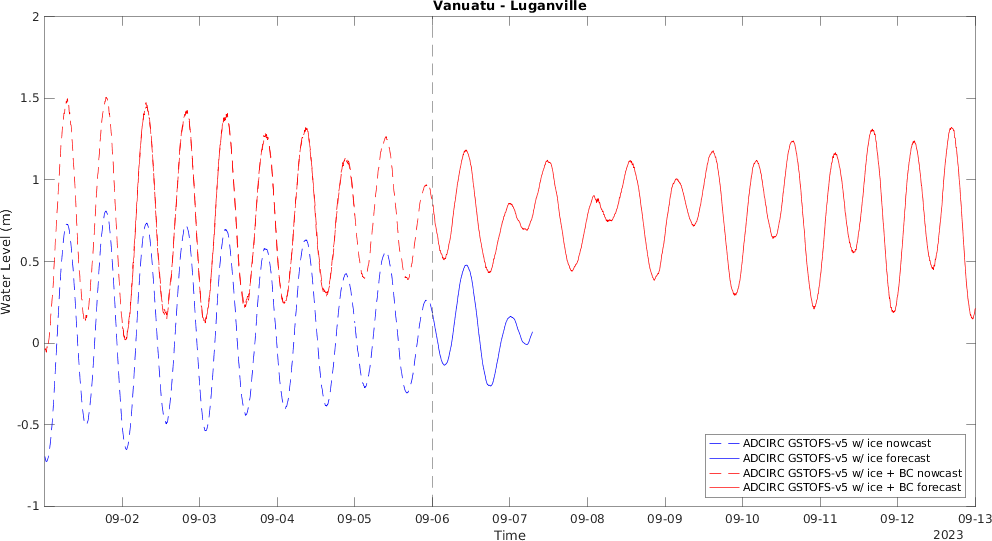 Vanuatu - Luganville
2
1.5
1
0.5
0
-0.5
-1
Water Level (m)
09-02 09-03 09-04 09-05 09-06 09-07 09-08 09-09 09-10 09-11 09-12 09-13
Time
2023
ADCIRC GSTOFS-v5 w/ ice nowcast
ADCIRC GSTOFS-v5 w/ ice forecast
ADCIRC GSTOFS-v5 w/ ice + BC nowcast
ADCIRC GSTOFS-v5 w/ ice + BC forecast